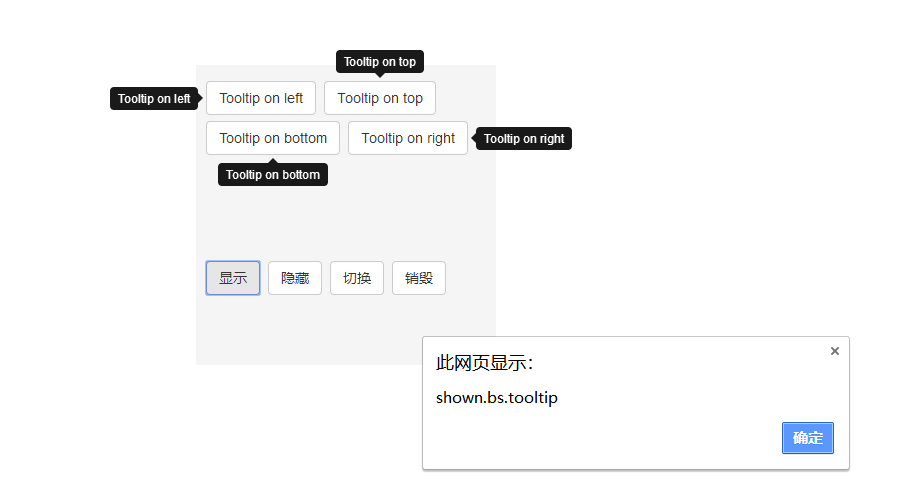 Tooltip on top
Tooltip on left
Tooltip on left
Tooltip on top
Tooltip on bottom
Tooltip on right
Tooltip on right
Tooltip on bottom
显示
隐藏
切换
销毁
此网页显示：
shown.bs.tooltip
确定